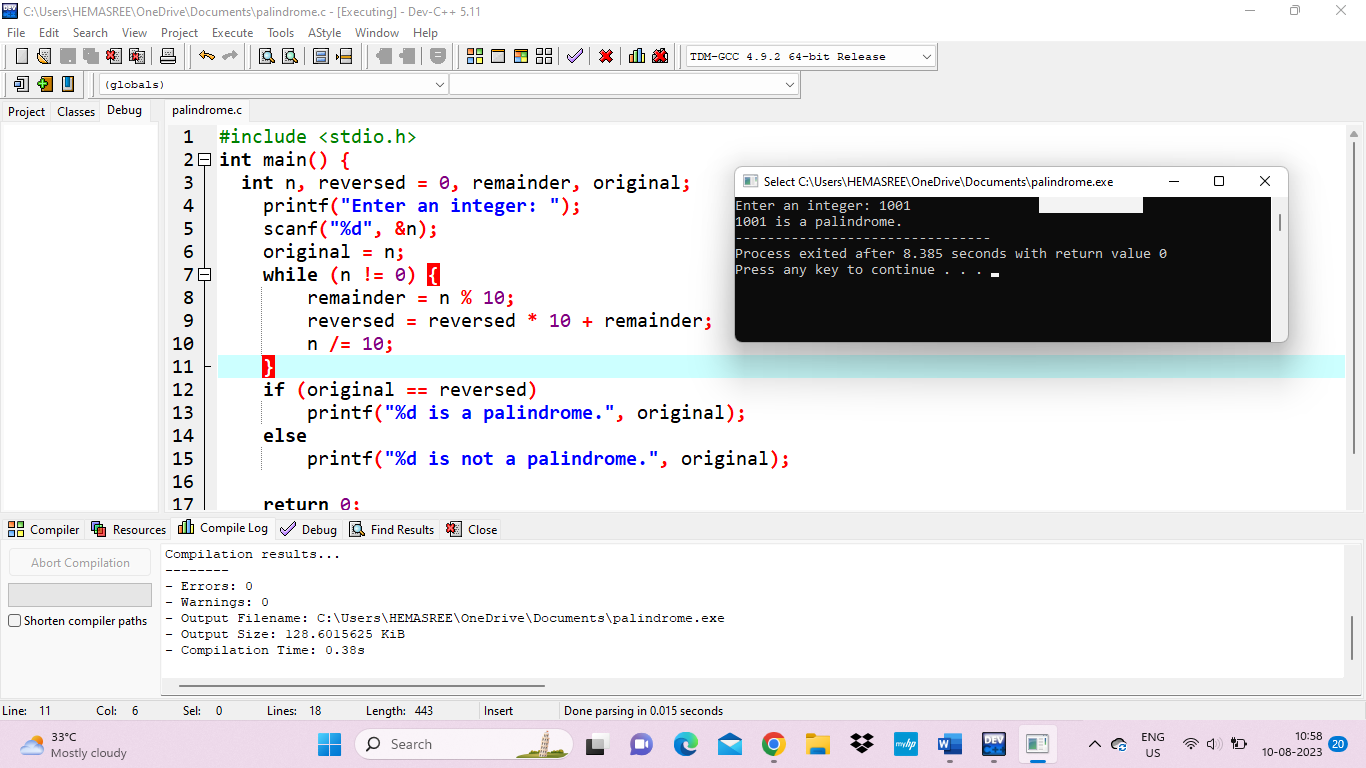 C:\Users\HEMASREE\OneDrive\Documents\palindrome.c - [Executing] - Dev-C++ 5.11
File Edit Search View Project Execute Tools AStyle Window Help
TDM-GCC 4.9.2 64-bit Release
(globals)
Project Classes Debug
palindrome.c
1 #include <stdio.h>
2 int main() {
3 int n, reversed = 0, remainder, original;
4 printf("Enter an integer: ");
5 scanf("%d", &n);
6 original = n;
7 while (n != 0) {
8 remainder = n % 10;
9 reversed = reversed * 10 + remainder;
10 n /= 10;
11 }
12 if (original == reversed)
13 printf("%d is a palindrome.", original);
14 else
15 printf("%d is not a palindrome.", original);
16
17 return 0;
Select C:\Users\HEMASREE\OneDrive\Documents\palindrome.exe
Enter an integer: 1001
1001 is a palindrome.
--------------------------------
Process exited after 8.385 seconds with return value 0
Press any key to continue . . .
Compiler Resources Compile Log Debug Find Results Close
Abort Compilation
Shorten compiler paths
Compilation results...
--------
- Errors: 0
- Warnings: 0
- Output Filename: C:\Users\HEMASREE\OneDrive\Documents\palindrome.exe
- Output Size: 128.6015625 KiB
- Compilation Time: 0.38s
Line: 11 Col: 6 Sel: 0 Lines: 18 Length: 443 Insert Done parsing in 0.015 seconds
33°C
Mostly cloudy
Search
myhp
W
DEV
ENG
US
10:58
10-08-2023
20